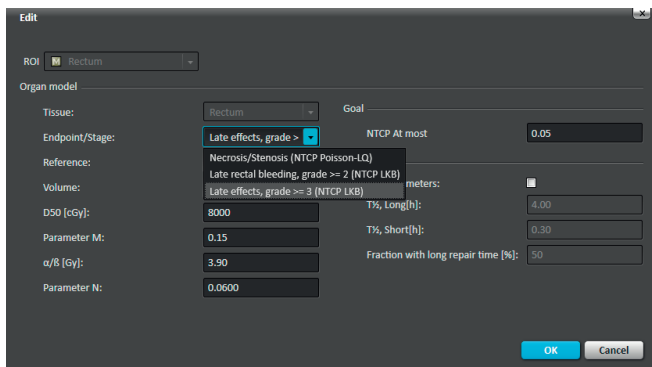 Edit
ROI M Rectum
Organ model
Tissue: Rectum
Endpoint/Stage: Late effects, grade >
Necrosis/Stenosis (NTCP Poisson-LQ)
Late rectal bleeding, grade >= 2 (NTCP LKB)
Late effects, grade >= 3 (NTCP LKB)
Reference:
Volume:
D50 [cGy]: 8000
Parameter M: 0.15
α/ß [Gy]: 3.90
Parameter N: 0.0600
Goal
NTCP At most 0.05
meters:
T½, Long[h]: 4.00
T½, Short[h]: 0.30
Fraction with long repair time [%]: 50
OK Cancel